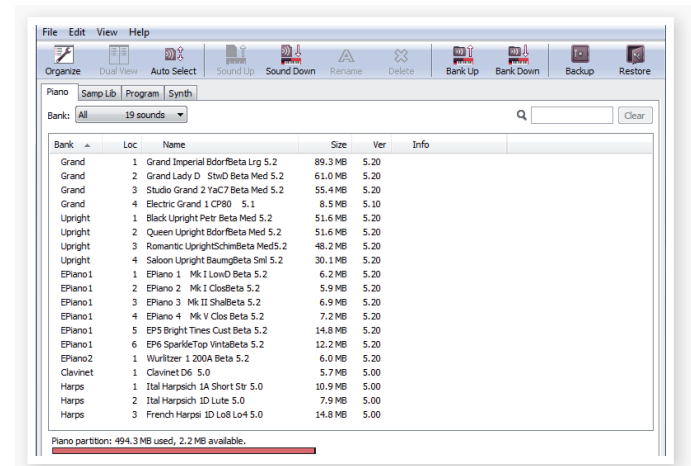 File Edit View Help
Organize Dual View Auto Select Sound Up Sound Down Rename Delete Bank Up Bank Down Backup Restore
Piano Samp Lib Program Synth
Bank: All 19 sounds Clear
Bank Loc Name Size Ver Info
Grand 1 Grand Imperial BdorfBeta Lrg 5.2 89.3 MB 5.20
Grand 2 Grand Lady D StwD Beta Med 5.2 61.0 MB 5.20
Grand 3 Studio Grand 2 YaC7 Beta Med 5.2 55.4 MB 5.20
Grand 4 Electric Grand 1 CP80 5.1 8.5 MB 5.10
Upright 1 Black Upright Petr Beta Med 5.2 51.6 MB 5.20
Upright 2 Queen Upright BdorfBeta Med 5.2 51.6 MB 5.20
Upright 3 Romantic UprightSchimBeta Med5.2 48.2 MB 5.20
Upright 4 Saloon Upright BaumgBeta Sml 5.2 30.1 MB 5.20
EPiano1 1 EPiano 1 Mk I LowD Beta 5.2 6.2 MB 5.20
EPiano1 2 EPiano 2 Mk I ClosBeta 5.2 5.9 MB 5.20
EPiano1 3 EPiano 3 Mk II ShalBeta 5.2 6.9 MB 5.20
EPiano1 4 EPiano 4 Mk V Clos Beta 5.2 7.2 MB 5.20
EPiano1 5 EP5 Bright Tines Cust Beta 5.2 14.8 MB 5.20
EPiano1 6 EP6 SparkleTop VintaBeta 5.2 12.2 MB 5.20
EPiano2 1 Wurlitzer 1 200A Beta 5.2 6.0 MB 5.20
Clavinet 1 Clavinet D6 5.0 5.7 MB 5.00
Harps 1 Ital Harpsich 1A Short Str 5.0 10.9 MB 5.00
Harps 2 Ital Harpsich 1D Lute 5.0 7.9 MB 5.00
Harps 3 French Harpsi 1D Lo8 Lo4 5.0 14.8 MB 5.00
Piano partition: 494.3 MB used, 2.2 MB available.